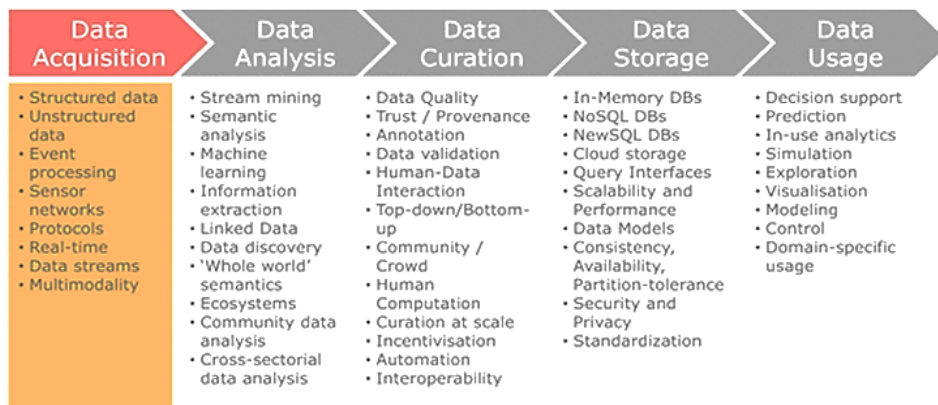 Data
Acquisition
Data
Analysis
Data
Curation
Data
Storage
Data
Usage
• Structured data
• Unstructured
data
• Event
processing
• Sensor
networks
• Protocols
• Real-time
• Data streams
• Multimodality
• Stream mining
• Semantic
analysis
• Machine
learning
• Information
extraction
• Linked Data
• Data discovery
• ‘Whole world’
semantics
• Ecosystems
• Community data
analysis
• Cross-sectorial
data analysis
• Data Quality
• Trust / Provenance
• Annotation
• Data validation
• Human-Data
Interaction
• Top-down/Bottom-
up
• Community /
Crowd
• Human
Computation
• Curation at scale
• Incentivisation
• Automation
• Interoperability
• In-Memory DBs
• NoSQL DBs
• NewSQL DBs
• Cloud storage
• Query Interfaces
• Scalability and
Performance
• Data Models
• Consistency,
Availability,
Partition-tolerance
• Security and
Privacy
• Standardization
• Decision support
• Prediction
• In-use analytics
• Simulation
• Exploration
• Visualisation
• Modeling
• Control
• Domain-specific
usage